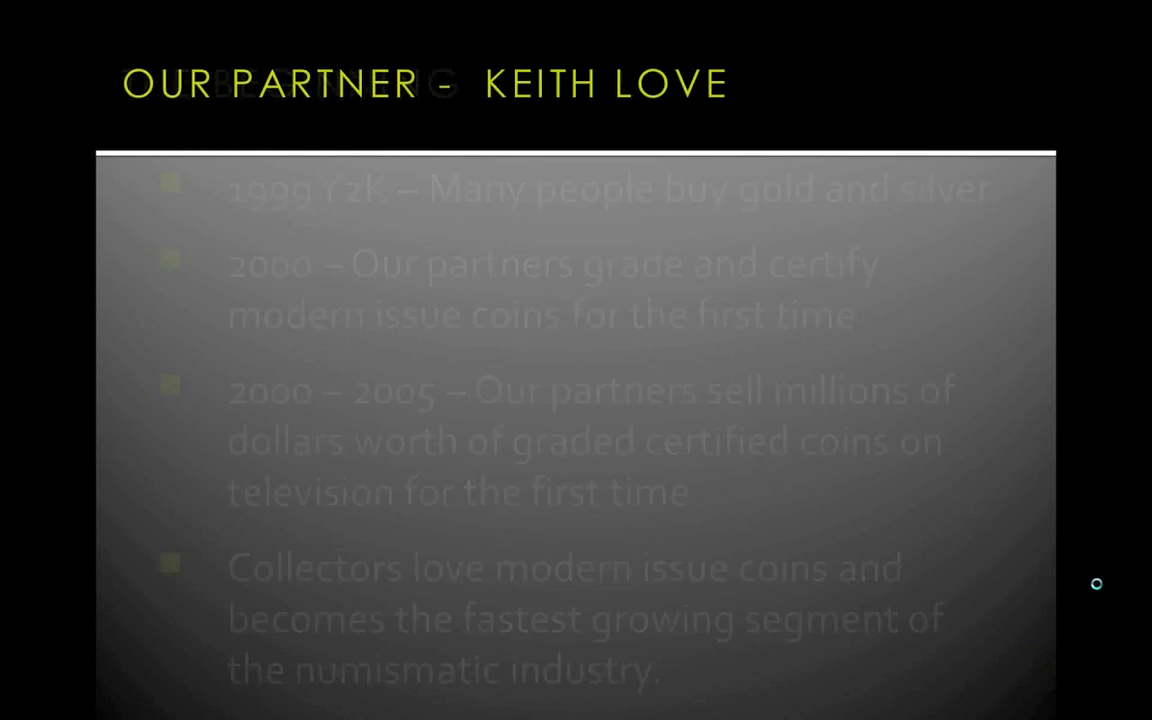 OUR PARTNER - KEITH LOVE
1999 Y2K – Many people buy gold and silver
2000 – Our partners grade and certify
modern issue coins for the first time
2000 – 2005 – Our partners sell millions of
dollars worth of graded certified coins on
television for the first time
Collectors love modern issue coins and
becomes the fastest growing segment of
the numismatic industry.